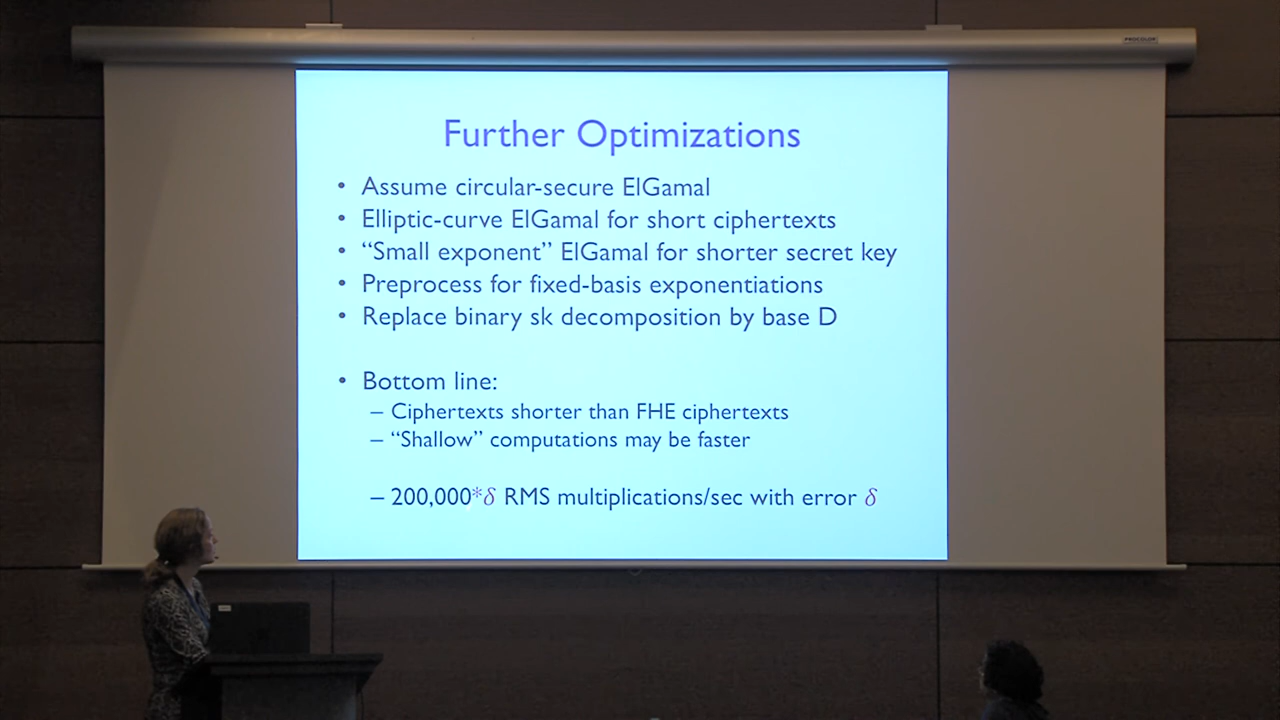 PROCOLOR
Further Optimizations
• Assume circular-secure ElGamal
• Elliptic-curve ElGamal for short ciphertexts
• “Small exponent” ElGamal for shorter secret key
• Preprocess for fixed-basis exponentiations
• Replace binary sk decomposition by base D
• Bottom line:
– Ciphertexts shorter than FHE ciphertexts
– “Shallow” computations may be faster
– 200,000*δ RMS multiplications/sec with error δ